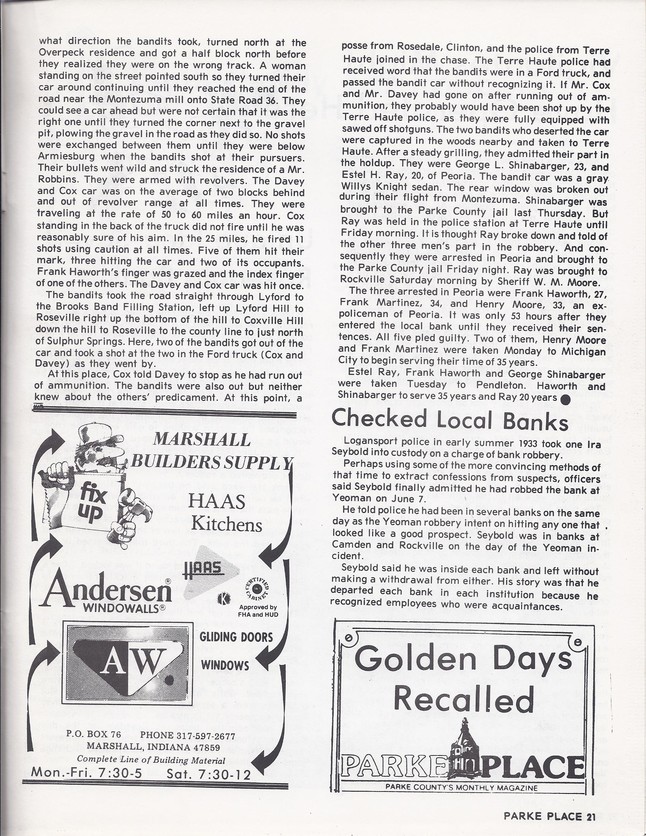 what direction the bandits took, turned north at the
Overpeck residence and got a half block north before
they realized they were on the wrong track. A woman
standing on the street pointed south so they turned their
car around continuing until they reached the end of the
road near the Montezuma mill onto State Road 36. They
could see a car ahead but were not certain that it was the
right one until they turned the corner next to the gravel
pit, plowing the gravel in the road as they did so. No shots
were exchanged between them until they were below
Armiesburg when the bandits shot at their pursuers.
Their bullets went wild and struck the residence of a Mr.
Robbins. They were armed with revolvers. The Davey
and Cox car was on the average of two blocks behind
and out of revolver range at all times. They were
traveling at the rate of 50 to 60 miles an hour. Cox
standing in the back of the truck did not fire until he was
reasonably sure of his aim. In the 25 miles, he fired 11
shots using caution at all times. Five of them hit their
mark, three hitting the car and two of its occupants.
Frank Haworth's finger was grazed and the index finger
of one of the others. The Davey and Cox car was hit once.
The bandits took the road straight through Lyford to
the Brooks Band Filling Station, left up Lyford Hill to
Roseville right up the bottom of the hill to Coxville Hill
down the hill to Roseville to the county line to just north
of Sulphur Springs. Here, two of the bandits got out of the
car and took a shot at the two in the Ford truck (Cox and
Davey) as they went by.
At this place, Cox told Davey to stop as he had run out
of ammunition. The bandits were also out but neither
knew about the others' predicament. At this point, a
posse from Rosedale, Clinton, and the police from Terre
Haute joined in the chase. The Terre Haute police had
received word that the bandits were in a Ford truck, and
passed the bandit car without recognizing it. If Mr. Cox
and Mr. Davey had gone on after running out of am-
munition, they probably would have been shot up by the
Terre Haute police, as they were fully equipped with
sawed off shotguns. The two bandits who deserted the car
were captured in the woods nearby and taken to Terre
Haute. After a steady grilling, they admitted their part in
the holdup. They were George L. Shinabarger, 23, and
Estel H. Ray, 20, of Peoria. The bandit car was a gray
Willys Knight sedan. The rear window was broken out
during their flight from Montezuma. Shinabarger was
brought to the Parke County jail last Thursday. But
Ray was held in the police station at Terre Haute until
Friday morning. It is thought Ray broke down and told of
the other three men's part in the robbery. And con-
sequently they were arrested in Peoria and brought to
the Parke County jail Friday night. Ray was brought to
Rockville Saturday morning by Sheriff W. M. Moore.
The three arrested in Peoria were Frank Haworth, 27,
Frank Martinez, 34, and Henry Moore, 33, an ex-
policeman of Peoria. It was only 53 hours after they
entered the local bank until they received their sen-
tences. All five pled guilty. Two of them, Henry Moore
and Frank Martinez were taken Monday to Michigan
City to begin serving their time of 35 years.
Estel Ray, Frank Haworth and George Shinabarger
were taken Tuesday to Pendleton. Haworth and
Shinabarger to serve 35 years and Ray 20 years
Checked Local Banks
Logansport police in early summer 1933 took one Ira
Seybold into custody on a charge of bank robbery.
Perhaps using some of the more convincing methods of
that time to extract confessions from suspects, officers
said Seybold finally admitted he had robbed the bank at
Yeoman on June 7.
He told police he had been in several banks on the same
day as the Yeoman robbery intent on hitting any one that
looked like a good prospect. Seybold was in banks at
Camden and Rockville on the day of the Yeoman in-
cident.
Seybold said he was inside each bank and left without
making a withdrawal from either. His story was that he
departed each bank in each institution because he
recognized employees who were acquaintances.
MARSHALL
BUILDERS SUPPLY
fix
up
HAAS
Kitchens
HAAS
K
CERTIFIED CABINET
Approved by
FHA and HUD
Andersen®
WINDOWALLS®
AW
GLIDING DOORS
WINDOWS
P.O. BOX 76 PHONE 317-597-2677
MARSHALL, INDIANA 47859
Complete Line of Building Material
Mon.-Fri. 7:30-5 Sat. 7:30-12
Golden Days
Recalled
PARKE PLACE
PARKE COUNTY'S MONTHLY MAGAZINE
PARKE PLACE 21